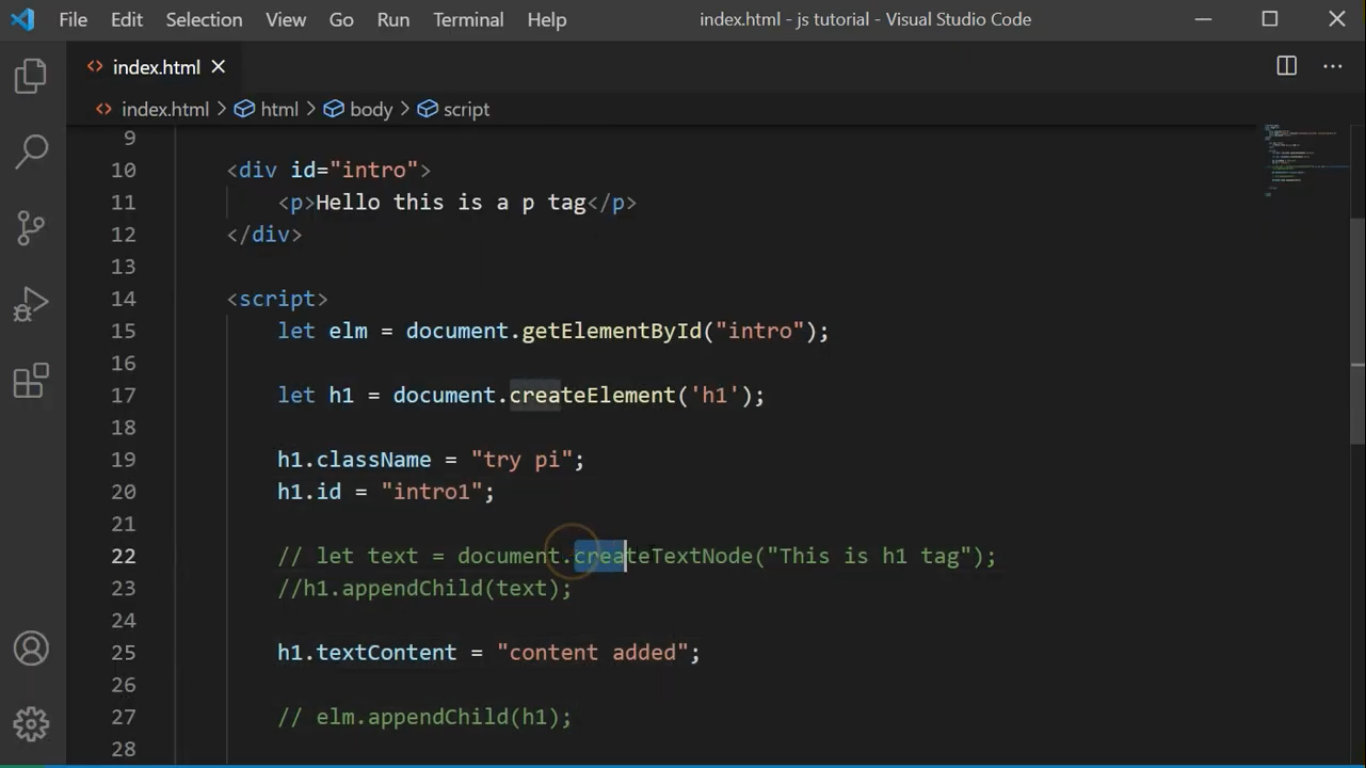 File Edit Selection View Go Run Terminal Help index.html - js tutorial - Visual Studio Code
index.html
index.html > html > body > script
9
10 <div id="intro">
11 <p>Hello this is a p tag</p>
12 </div>
13
14 <script>
15 let elm = document.getElementById("intro");
16
17 let h1 = document.createElement('h1');
18
19 h1.className = "try pi";
20 h1.id = "intro1";
21
22 // let text = document.createTextNode("This is h1 tag");
23 //h1.appendChild(text);
24
25 h1.textContent = "content added";
26
27 // elm.appendChild(h1);
28